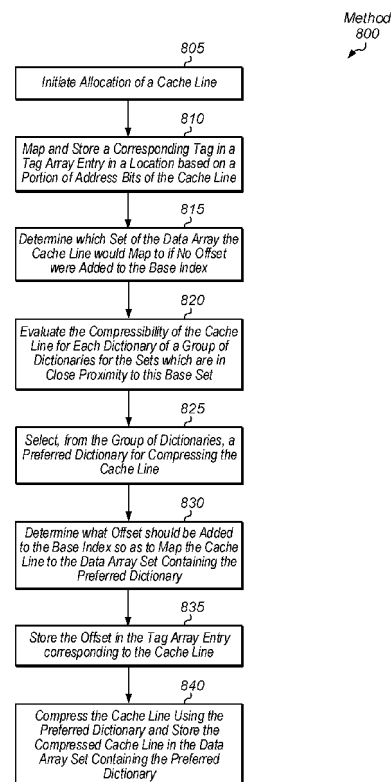 Method
800
805
Initiate Allocation of a Cache Line
810
Map and Store a Corresponding Tag in a
Tag Array Entry in a Location based on a
Portion of Address Bits of the Cache Line
815
Determine which Set of the Data Array the
Cache Line would Map to if No Offset
were Added to the Base Index
820
Evaluate the Compressibility of the Cache
Line for Each Dictionary of a Group of
Dictionaries for the Sets which are in
Close Proximity to this Base Set
825
Select, from the Group of Dictionaries, a
Preferred Dictionary for Compressing the
Cache Line
830
Determine what Offset should be Added
to the Base Index so as to Map the Cache
Line to the Data Array Set Containing the
Preferred Dictionary
835
Store the Offset in the Tag Array Entry
corresponding to the Cache Line
840
Compress the Cache Line Using the
Preferred Dictionary and Store the
Compressed Cache Line in the Data
Array Set Containing the Preferred
Dictionary